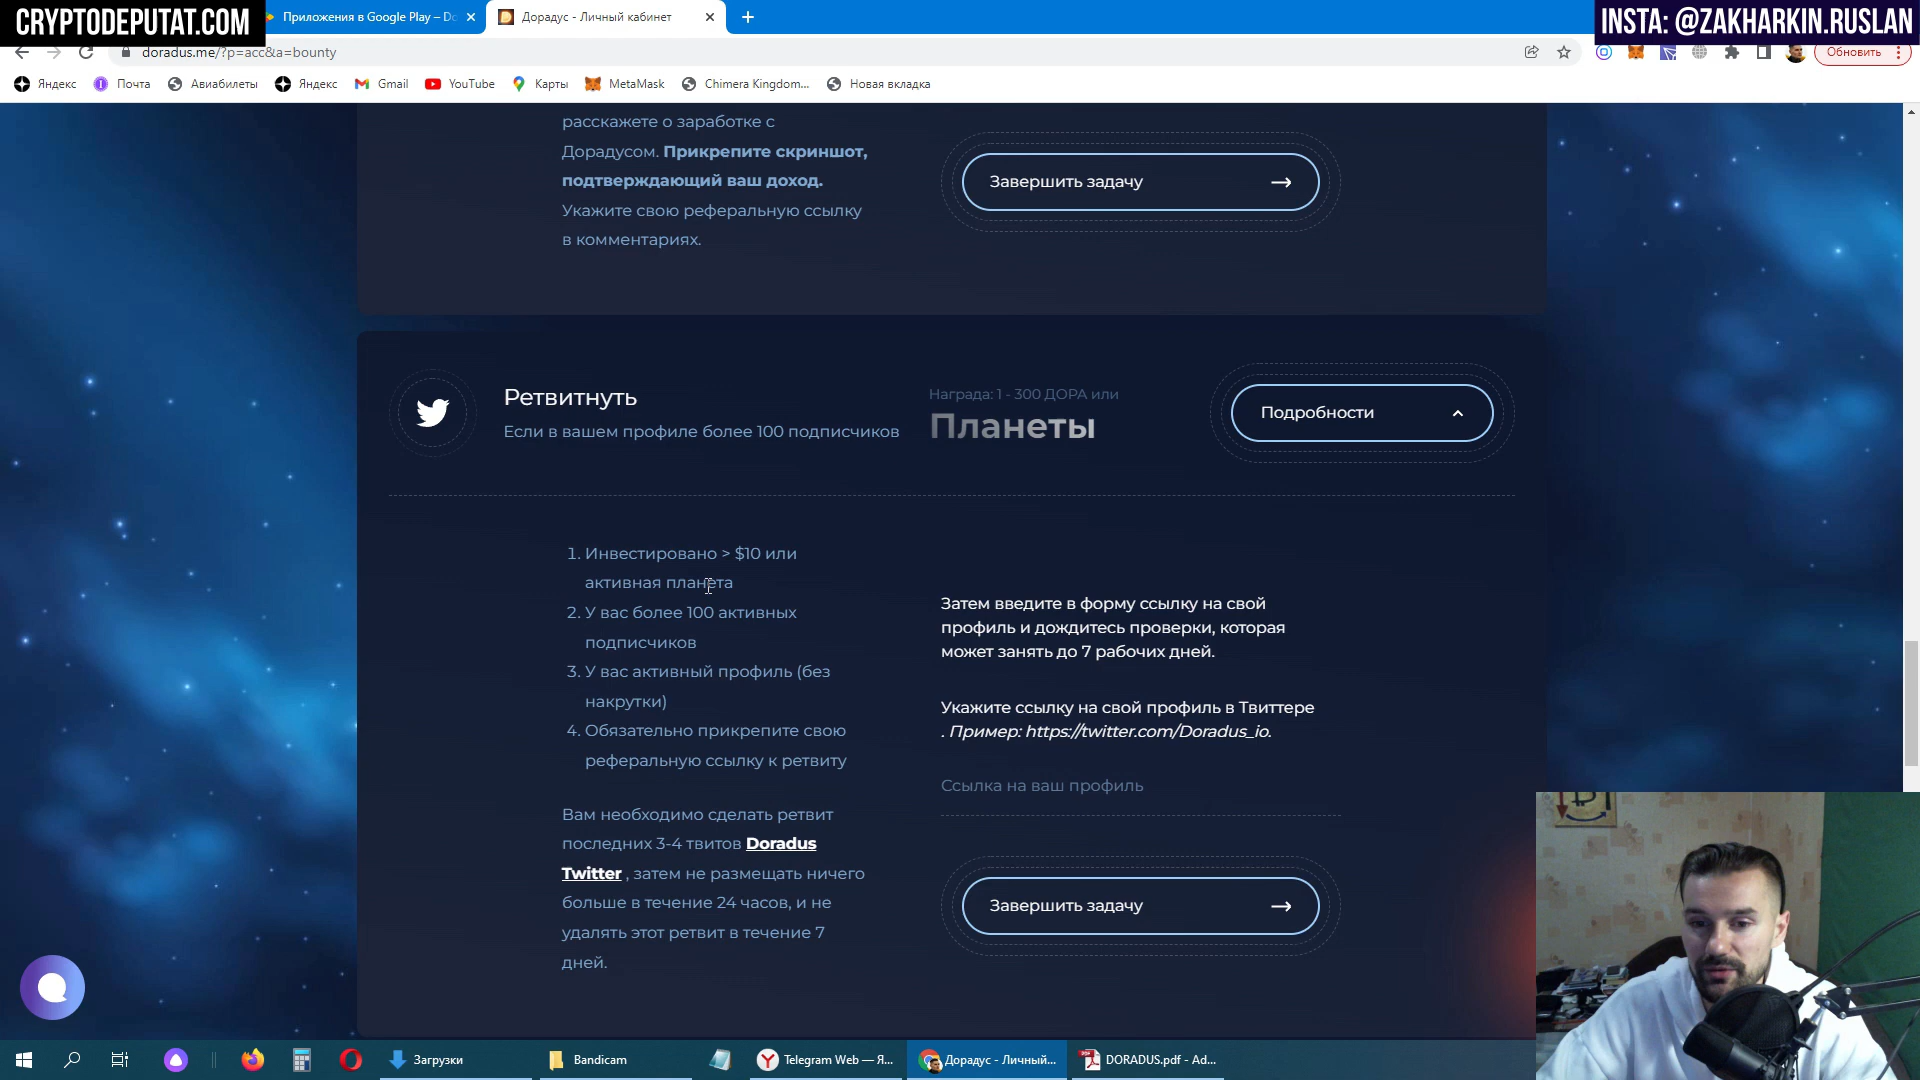 CRYPTODEPUTAT.COM
Приложения в Google Play – Do
Дорадус - Личный кабинет
INSTA: @ZAKHARKIN.RUSLAN
doradus.me/?p=acc&a=bounty
Обновить
Яндекс
Почта
Авиабилеты
Яндекс
Gmail
YouTube
Карты
MetaMask
Chimera Kingdom...
Новая вкладка
расскажете о заработке с
Дорадусом. Прикрепите скриншот,
подтверждающий ваш доход.
Укажите свою реферальную ссылку
в комментариях.
Завершить задачу
Ретвитнуть
Если в вашем профиле более 100 подписчиков
Награда: 1 - 300 ДОРА или
Планеты
Подробности
1. Инвестировано > $10 или
активная планета
2. У вас более 100 активных
подписчиков
3. У вас активный профиль (без
накрутки)
4. Обязательно прикрепите свою
реферальную ссылку к ретвиту
Вам необходимо сделать ретвит
последних 3-4 твитов Doradus
Twitter , затем не размещать ничего
больше в течение 24 часов, и не
удалять этот ретвит в течение 7
дней.
Затем введите в форму ссылку на свой
профиль и дождитесь проверки, которая
может занять до 7 рабочих дней.
Укажите ссылку на свой профиль в Твиттере
. Пример: https://twitter.com/Doradus_io.
Ссылка на ваш профиль
Завершить задачу
Загрузки
Bandicam
Telegram Web — Я...
Дорадус - Личный...
DORADUS.pdf - Ad...